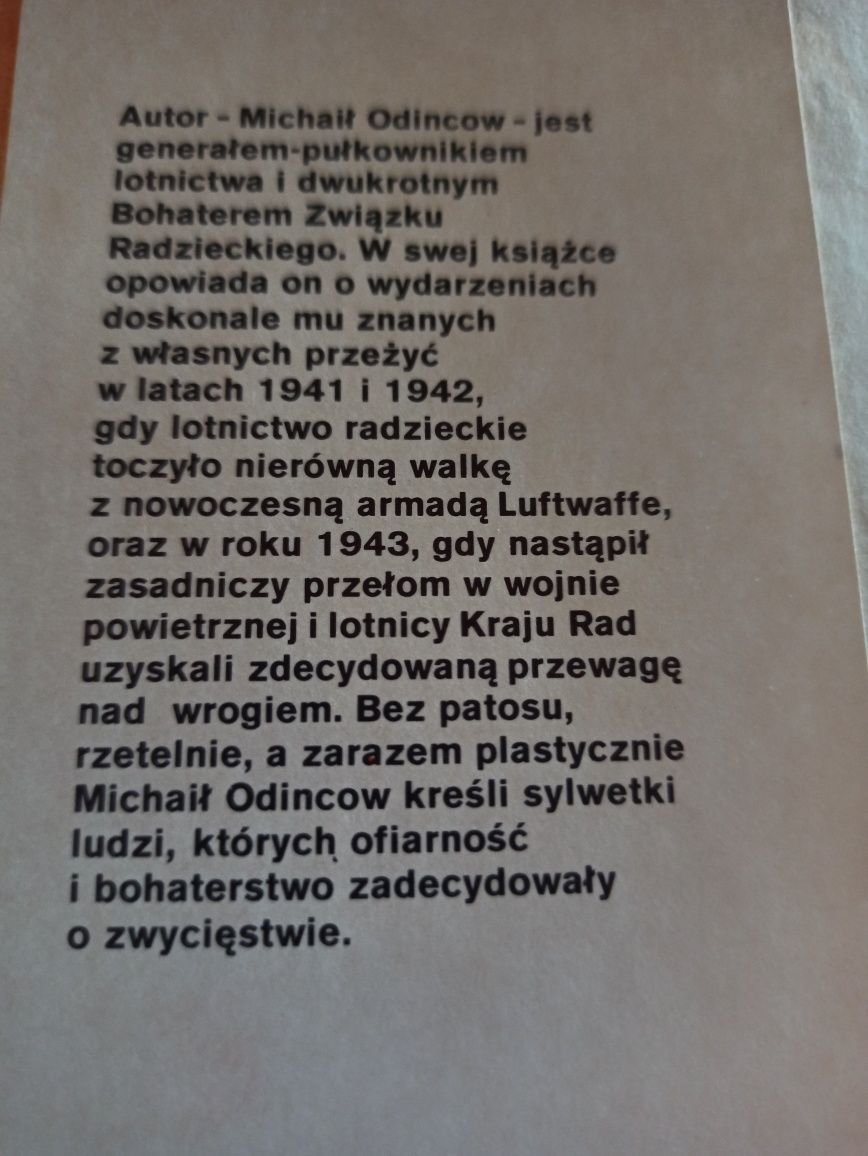 Autor - Michaił Odincow - jest
generałem-pułkownikiem
lotnictwa i dwukrotnym
Bohaterem Związku
Radzieckiego. W swej książce
opowiada on o wydarzeniach
doskonale mu znanych
z własnych przeżyć
w latach 1941 i 1942,
gdy lotnictwo radzieckie
toczyło nierówną walkę
z nowoczesną armadą Luftwaffe,
oraz w roku 1943, gdy nastąpił
zasadniczy przełom w wojnie
powietrznej i lotnicy Kraju Rad
uzyskali zdecydowaną przewagę
nad wrogiem. Bez patosu,
rzetelnie, a zarazem plastycznie
Michaił Odincow kreśli sylwetki
ludzi, których ofiarność
i bohaterstwo zadecydowały
o zwycięstwie.